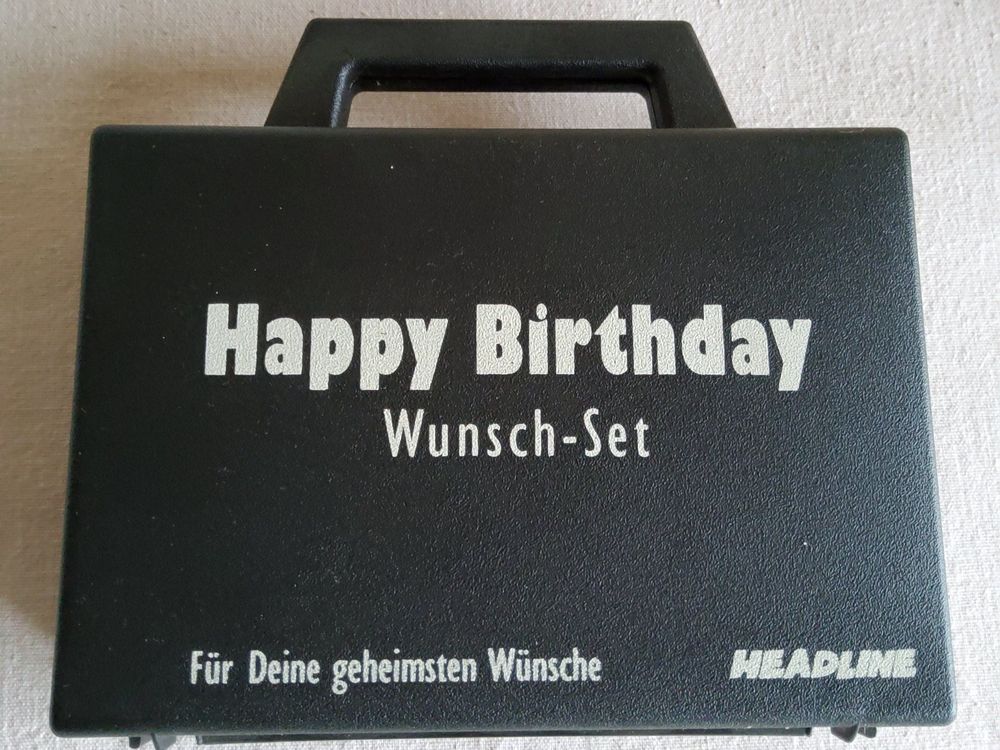 Happy Birthday
Wunsch-Set
Für Deine geheimsten Wünsche
HEADLINE